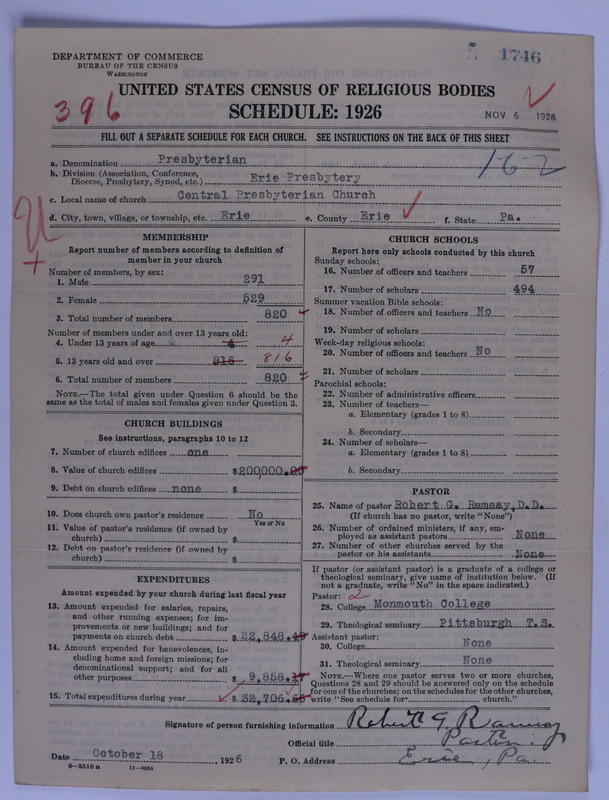 DEPARTMENT OF COMMERCE
BUREAU OF THE CENSUS
WASHINGTON
1746
UNITED STATES CENSUS OF RELIGIOUS BODIES
396
SCHEDULE: 1926
NOV 6 1926
FILL OUT A SEPARATE SCHEDULE FOR EACH CHURCH. SEE INSTRUCTIONS ON THE BACK OF THIS SHEET
a. Denomination Presbyterian
162
b. Division (Association, Conference, Diocese, Presbytery, Synod, etc.) Erie Presbytery
c. Local name of church Central Presbyterian Church
d. City, town, village, or township, etc. Erie e. County Erie f. State Pa.
MEMBERSHIP
Report number of members according to definition of
member in your church
Number of members, by sex:
1. Male 291
2. Female 529
3. Total number of members 820
Number of members under and over 13 years old:
4. Under 13 years of age 4 4
5. 13 years old and over 816 816
6. Total number of members 820
NOTE.—The total given under Question 6 should be
same as the total of males and females given under Question 3.
CHURCH BUILDINGS
See instructions, paragraphs 10 to 12
7. Number of church edifices one
8. Value of church edifices $200,000.00
9. Debt on church edifices none $
10. Does church own pastor's residence No
Yes or No
11. Value of pastor's residence (if owned by
church) $
12. Debt on pastor's residence (if owned by
church) $
EXPENDITURES
Amount expended by your church during last fiscal year
13. Amount expended for salaries, repairs,
and other running expenses; for im-
provements or new buildings; and for
payments on church debt $ 22,848.
14. Amount expended for benevolences, in-
cluding home and foreign missions; for
denominational support; and for all
other purposes $ 9,858.
15. Total expenditures during year $ 32,706.
CHURCH SCHOOLS
Report here only schools conducted by this church
Sunday schools:
16. Number of officers and teachers 57
17. Number of scholars 494
Summer vacation Bible schools:
18. Number of officers and teachers No
19. Number of scholars
Week-day religious schools:
20. Number of officers and teachers No
21. Number of scholars
Parochial schools:
22. Number of administrative officers
23. Number of teachers—
a. Elementary (grades 1 to 8)
b. Secondary
24. Number of scholars—
a. Elementary (grades 1 to 8)
b. Secondary
PASTOR
25. Name of pastor Robert G. Ramsay, D.D.
(If church has no pastor, write "None")
26. Number of ordained ministers, if any, em-
ployed as assistant pastors None
27. Number of other churches served by the
pastor or his assistants None
If pastor (or assistant pastor) is a graduate of a college or
theological seminary, give name of institution below. (If
not a graduate, write "No" in the space indicated.)
Pastor: 2
28. College Monmouth College
29. Theological seminary Pittsburgh T.S.
Assistant pastor:
30. College None
31. Theological seminary None
NOTE.—Where one pastor serves two or more churches,
Questions 28 and 29 should be answered only on the schedule
for one of the churches; on the schedules for the other churches,
write "See schedule for church."
Signature of person furnishing information Robert G. Ramsay
Official title Pastor
Date October 18, 1926 P. O. Address Erie, Pa.
8—5518 a 11—9054